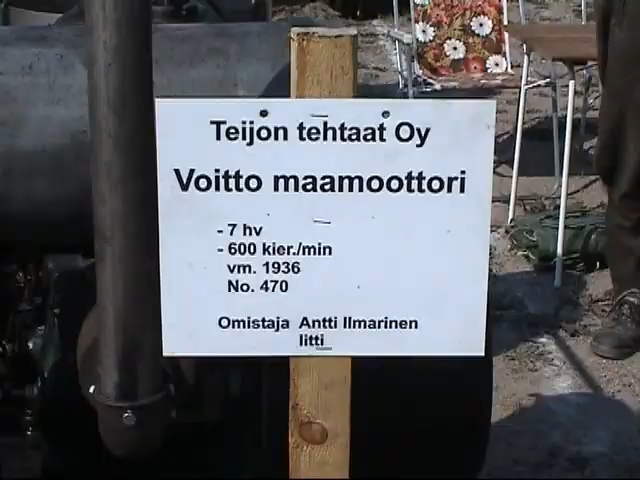 Teijon tehtaat Oy
Voitto maamoottori
- 7 hv
- 600 kier./min
vm. 1936
No. 470
Omistaja Antti Ilmarinen
Iitti